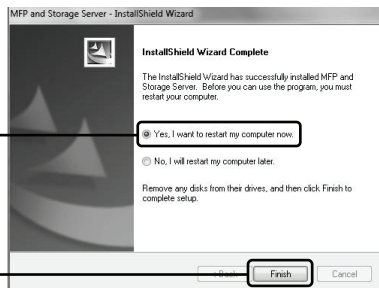 MFP and Storage Server - InstallShield Wizard
InstallShield Wizard Complete
The InstallShield Wizard has successfully installed MFP and
Storage Server. Before you can use the program, you must
restart your computer.
Yes, I want to restart my computer now.
No, I will restart my computer later.
Remove any disks from their drives, and then click Finish to
complete setup.
< Back Finish Cancel